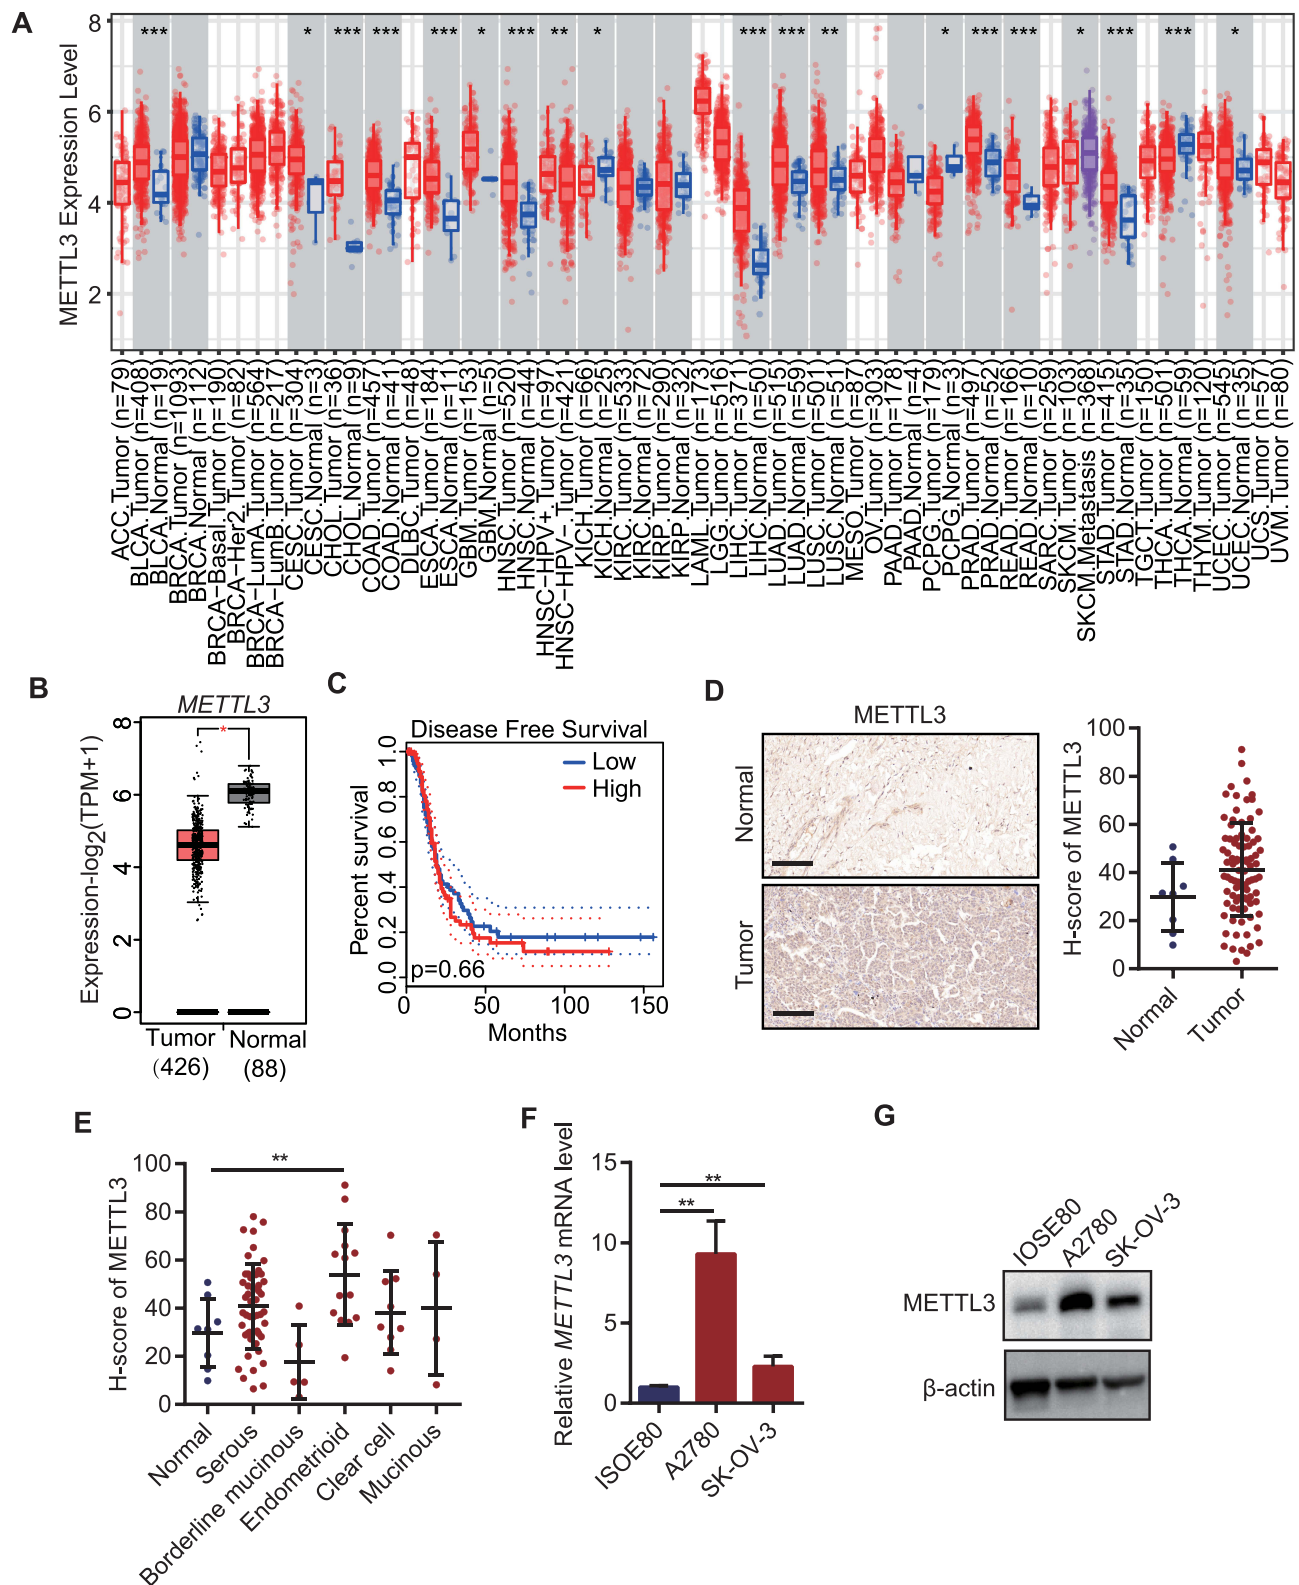 A
METTL3 Expression Level
8
6
4
2
*** * *** *** *** * *** ** * *** *** ** * *** *** * *** *** *
ACC.Tumor (n=79)
BLCA.Tumor (n=408)
BLCA.Normal (n=19)
BRCA.Tumor (n=1093)
BRCA.Normal (n=112)
BRCA-Basal.Tumor (n=190)
BRCA-Her2.Tumor (n=82)
BRCA-LumA.Tumor (n=564)
BRCA-LumB.Tumor (n=217)
CESC.Tumor (n=304)
CESC.Normal (n=3)
CHOL.Tumor (n=36)
CHOL.Normal (n=9)
COAD.Tumor (n=457)
COAD.Normal (n=41)
DLBC.Tumor (n=48)
ESCA.Tumor (n=184)
ESCA.Normal (n=11)
GBM.Tumor (n=153)
GBM.Normal (n=5)
HNSC.Tumor (n=520)
HNSC.Normal (n=44)
HNSC-HPV+.Tumor (n=97)
HNSC-HPV-.Tumor (n=421)
KICH.Tumor (n=66)
KICH.Normal (n=25)
KIRC.Tumor (n=533)
KIRC.Normal (n=72)
KIRP.Tumor (n=290)
KIRP.Normal (n=32)
LAML.Tumor (n=173)
LGG.Tumor (n=516)
LIHC.Tumor (n=371)
LIHC.Normal (n=50)
LUAD.Tumor (n=515)
LUAD.Normal (n=59)
LUSC.Tumor (n=501)
LUSC.Normal (n=51)
MESO.Tumor (n=87)
OV.Tumor (n=303)
PAAD.Tumor (n=178)
PAAD.Normal (n=4)
PCPG.Tumor (n=179)
PCPG.Normal (n=3)
PRAD.Tumor (n=497)
PRAD.Normal (n=52)
READ.Tumor (n=166)
READ.Normal (n=10)
SARC.Tumor (n=259)
SKCM.Tumor (n=103)
SKCM.Metastasis (n=368)
STAD.Tumor (n=415)
STAD.Normal (n=35)
TGCT.Tumor (n=150)
THCA.Tumor (n=501)
THCA.Normal (n=59)
THYM.Tumor (n=120)
UCEC.Tumor (n=545)
UCEC.Normal (n=35)
UCS.Tumor (n=57)
UVM.Tumor (n=80)
B
METTL3
*
Expression-log2(TPM+1)
8
6
4
2
0
Tumor Normal
(426) (88)
C
Disease Free Survival
Low
High
Percent survival
1.0
0.8
0.6
0.4
0.2
0.0
p=0.66
0 50 100 150
Months
D
METTL3
Normal
Tumor
H-score of METTL3
100
80
60
40
20
0
Normal
Tumor
E
H-score of METTL3
100
80
60
40
20
0
**
Normal
Serous
Borderline mucinous
Endometrioid
Clear cell
Mucinous
F
Relative METTL3 mRNA level
15
10
5
0
**
**
ISOE80
A2780
SK-OV-3
G
IOSE80
A2780
SK-OV-3
METTL3
β-actin